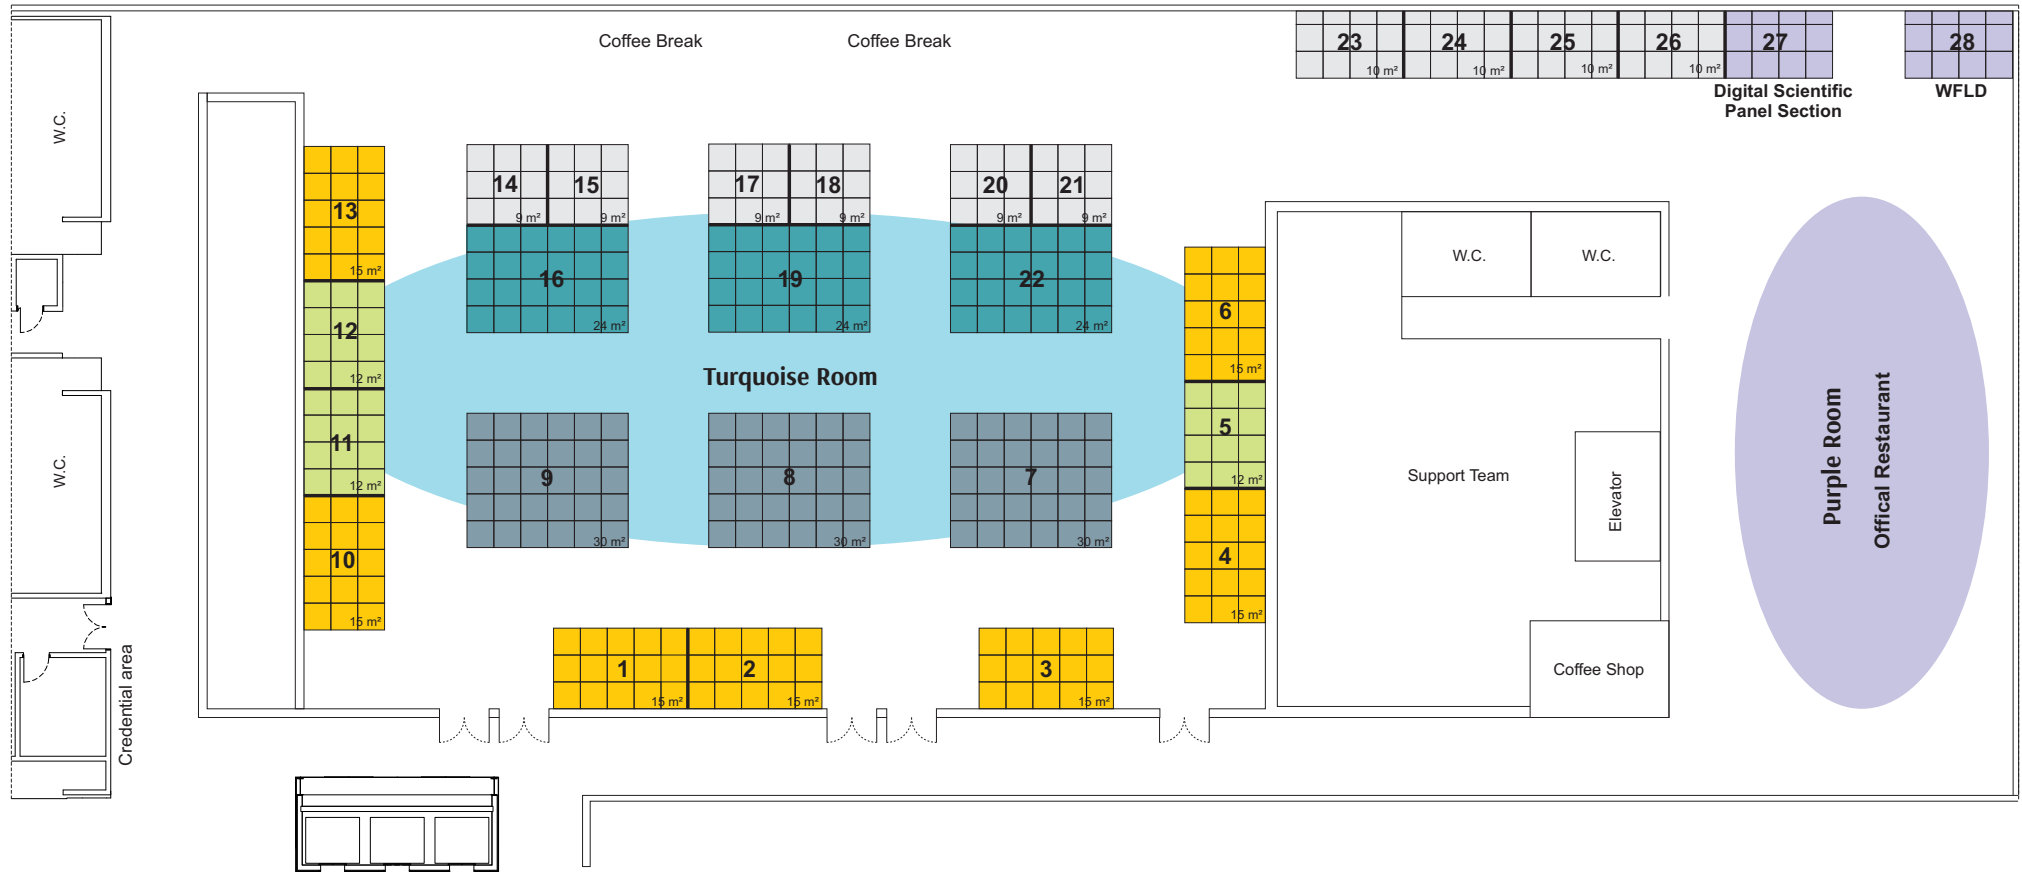 Coffee Break
Coffee Break
23
10 m²
24
10 m²
25
10 m²
26
10 m²
27
28
Digital Scientific
Panel Section
WFLD
W.C.
13
15 m²
14
9 m²
15
9 m²
17
9 m²
18
9 m²
20
9 m²
21
9 m²
16
24 m²
19
24 m²
22
24 m²
12
12 m²
6
15 m²
W.C.
W.C.
Turquoise Room
11
12 m²
5
12 m²
W.C.
9
30 m²
8
30 m²
7
30 m²
Support Team
Elevator
Purple Room
Offical Restaurant
10
15 m²
4
15 m²
1
15 m²
2
15 m²
3
15 m²
Coffee Shop
Credential area